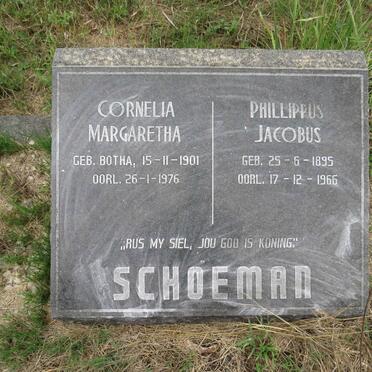 CORNELIA
MARGARETHA
GEB. BOTHA, 15-11-1901
OORL. 26-1-1976
PHILLIPPUS
JACOBUS
GEB. 25-6-1895
OORL. 17-12-1966
„RUS MY SIEL, JOU GOD IS KONING."
SCHOEMAN